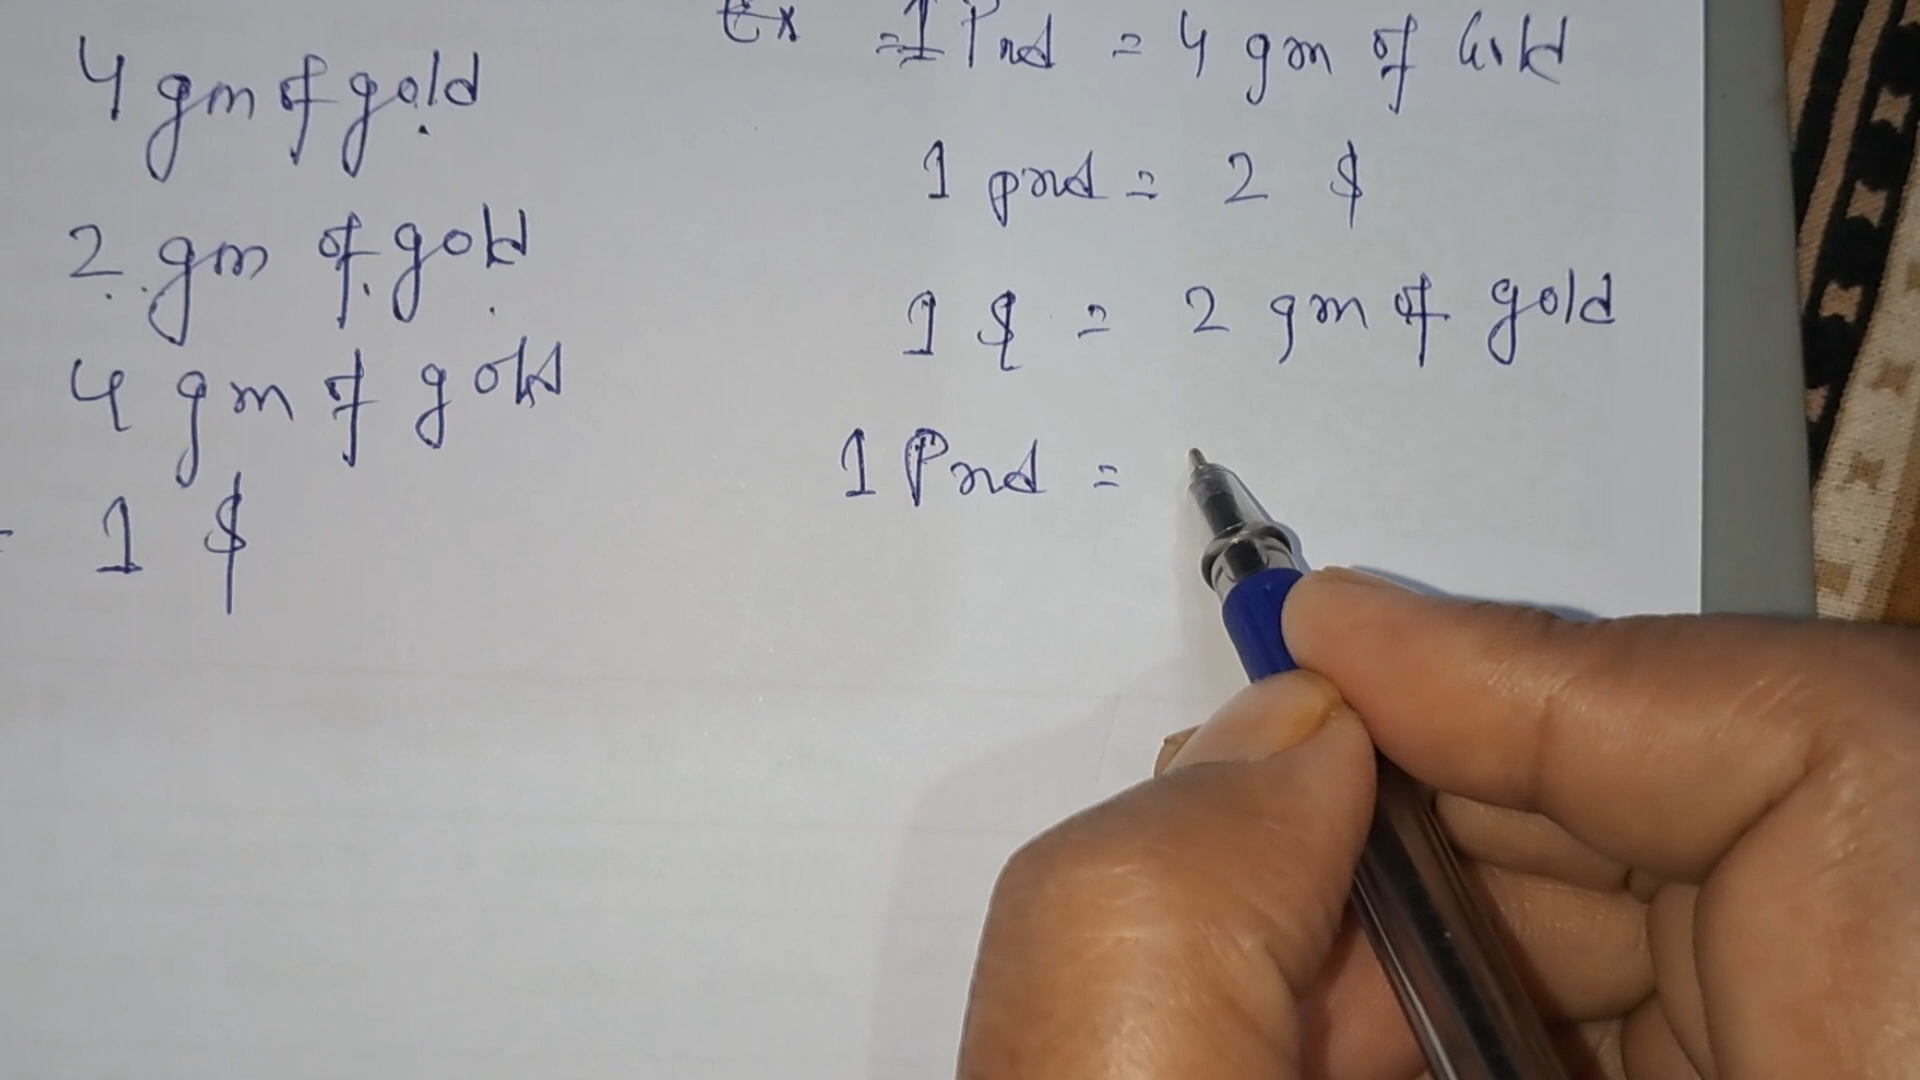 4 gm of gold
2 gm of gold
4 gm of gold
= 1 $
Ex = 1 Pnd = 4 gm of Gold
1 pnd = 2 $
1 $ = 2 gm of gold
1 Pnd =